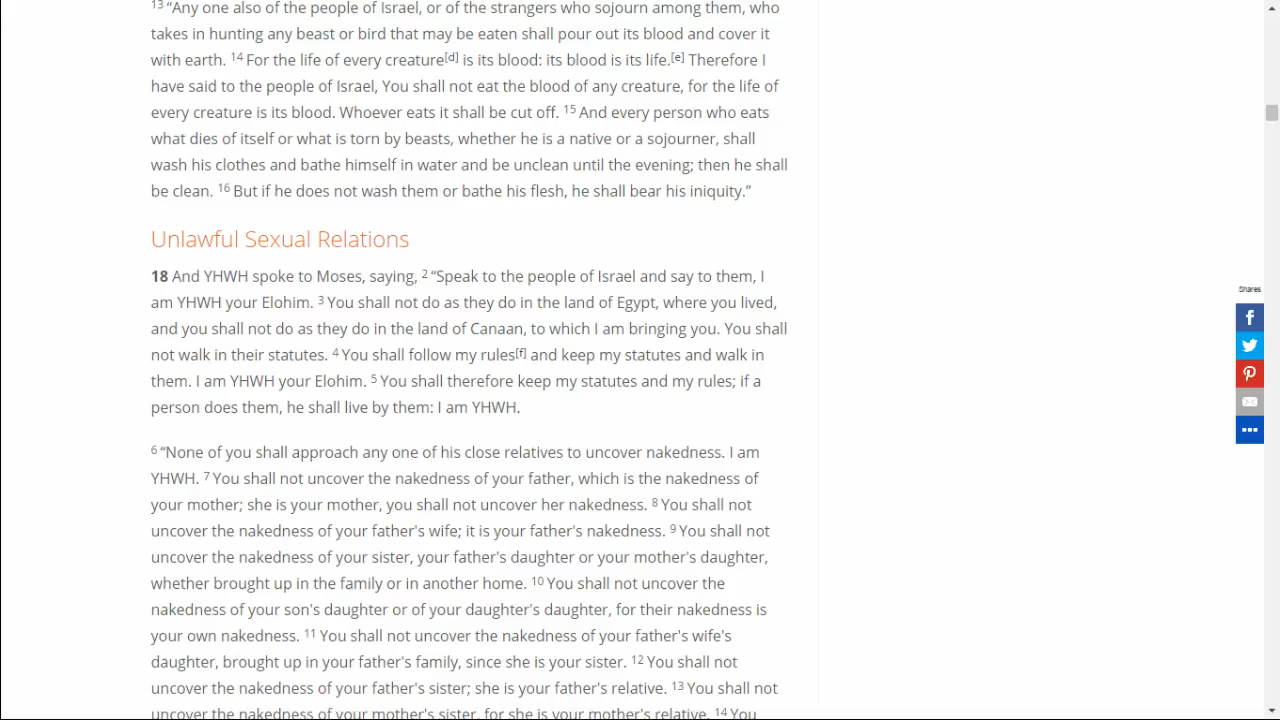 13 “Any one also of the people of Israel, or of the strangers who sojourn among them, who
takes in hunting any beast or bird that may be eaten shall pour out its blood and cover it
with earth. 14 For the life of every creature[d] is its blood: its blood is its life.[e] Therefore I
have said to the people of Israel, You shall not eat the blood of any creature, for the life of
every creature is its blood. Whoever eats it shall be cut off. 15 And every person who eats
what dies of itself or what is torn by beasts, whether he is a native or a sojourner, shall
wash his clothes and bathe himself in water and be unclean until the evening; then he shall
be clean. 16 But if he does not wash them or bathe his flesh, he shall bear his iniquity.”
Unlawful Sexual Relations
18 And YHWH spoke to Moses, saying, 2 “Speak to the people of Israel and say to them, I
am YHWH your Elohim. 3 You shall not do as they do in the land of Egypt, where you lived,
and you shall not do as they do in the land of Canaan, to which I am bringing you. You shall
not walk in their statutes. 4 You shall follow my rules[f] and keep my statutes and walk in
them. I am YHWH your Elohim. 5 You shall therefore keep my statutes and my rules; if a
person does them, he shall live by them: I am YHWH.
6 “None of you shall approach any one of his close relatives to uncover nakedness. I am
YHWH. 7 You shall not uncover the nakedness of your father, which is the nakedness of
your mother; she is your mother, you shall not uncover her nakedness. 8 You shall not
uncover the nakedness of your father's wife; it is your father's nakedness. 9 You shall not
uncover the nakedness of your sister, your father's daughter or your mother's daughter,
whether brought up in the family or in another home. 10 You shall not uncover the
nakedness of your son's daughter or of your daughter's daughter, for their nakedness is
your own nakedness. 11 You shall not uncover the nakedness of your father's wife's
daughter, brought up in your father's family, since she is your sister. 12 You shall not
uncover the nakedness of your father's sister; she is your father's relative. 13 You shall not
uncover the nakedness of your mother's sister, for she is your mother's relative. 14 You
Shares